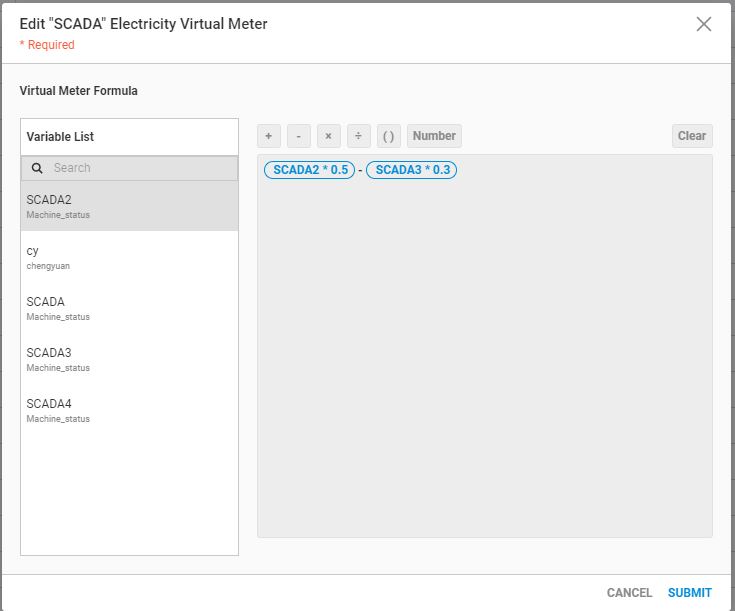 Edit "SCADA" Electricity Virtual Meter
* Required
Virtual Meter Formula
Variable List
Search
SCADA2
Machine_status
cy
chengyuan
SCADA
Machine_status
SCADA3
Machine_status
SCADA4
Machine_status
+ - × ÷ ( ) Number Clear
SCADA2 * 0.5 - SCADA3 * 0.3
CANCEL SUBMIT